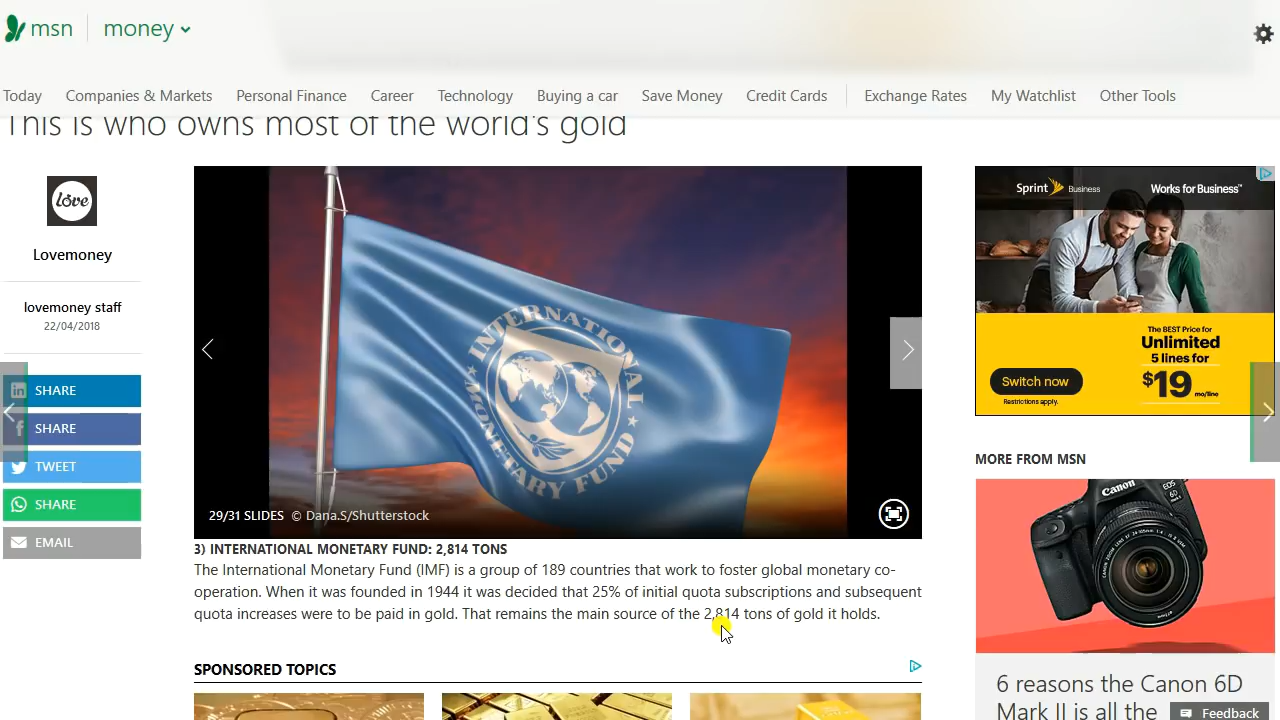 msn
money
Today
Companies & Markets
Personal Finance
Career
Technology
Buying a car
Save Money
Credit Cards
Exchange Rates
My Watchlist
Other Tools
This is who owns most of the world's gold
love
Lovemoney
lovemoney staff
22/04/2018
SHARE
SHARE
TWEET
SHARE
EMAIL
INTERNATIONAL
MONETARY FUND
29/31 SLIDES © Dana.S/Shutterstock
3) INTERNATIONAL MONETARY FUND: 2,814 TONS
The International Monetary Fund (IMF) is a group of 189 countries that work to foster global monetary co-
operation. When it was founded in 1944 it was decided that 25% of initial quota subscriptions and subsequent
quota increases were to be paid in gold. That remains the main source of the 2,814 tons of gold it holds.
SPONSORED TOPICS
Sprint Business
Works for Business™
The BEST Price for
Unlimited
5 lines for
$19 mo/line
Switch now
Restrictions apply.
MORE FROM MSN
Canon
EOS
6D
6 reasons the Canon 6D
Mark II is all the
Feedback